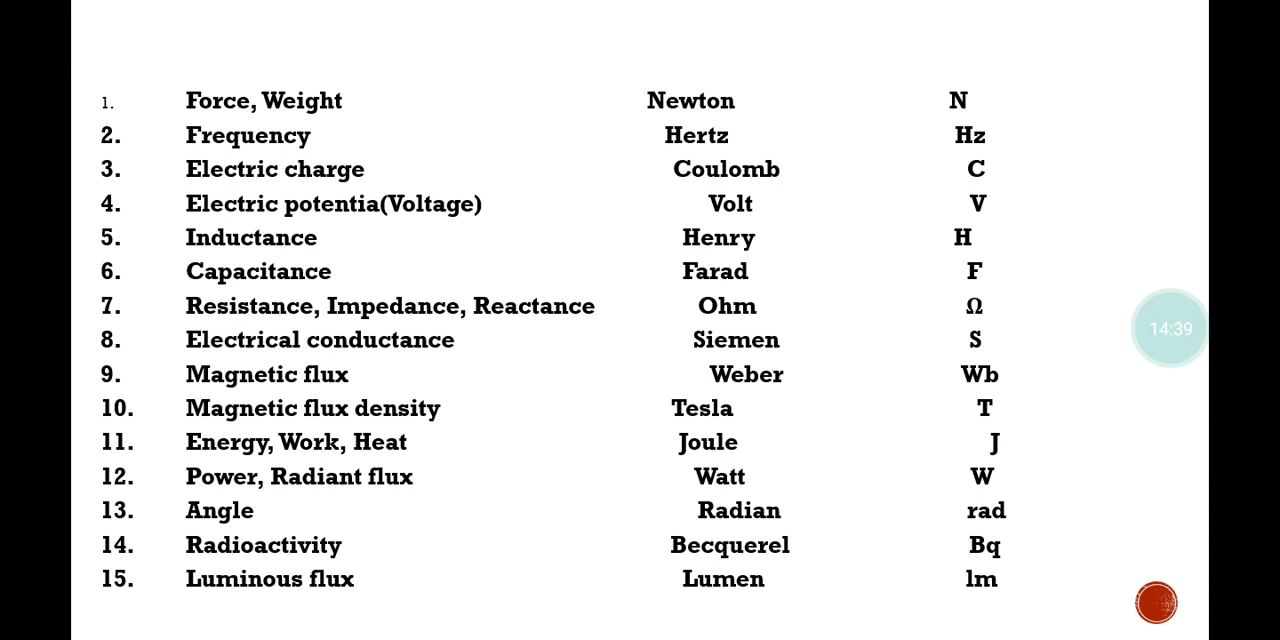 1. Force, Weight Newton N
2. Frequency Hertz Hz
3. Electric charge Coulomb C
4. Electric potentia(Voltage) Volt V
5. Inductance Henry H
6. Capacitance Farad F
7. Resistance, Impedance, Reactance Ohm Ω
14:39
8. Electrical conductance Siemen S
9. Magnetic flux Weber Wb
10. Magnetic flux density Tesla T
11. Energy, Work, Heat Joule J
12. Power, Radiant flux Watt W
13. Angle Radian rad
14. Radioactivity Becquerel Bq
15. Luminous flux Lumen lm